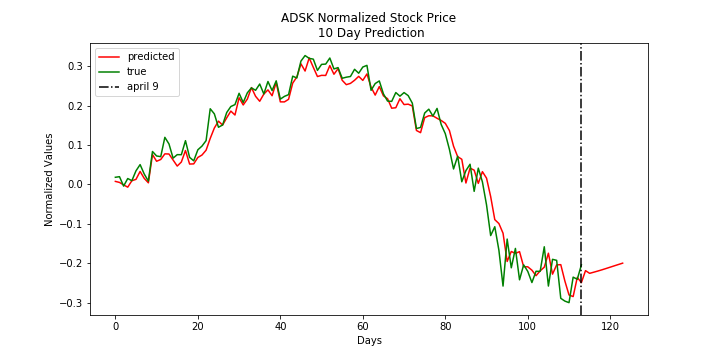 ADSK Normalized Stock Price
10 Day Prediction
predicted
true
april 9
Normalized Values
0.3
0.2
0.1
0.0
−0.1
−0.2
−0.3
0
20
40
60
80
100
120
Days